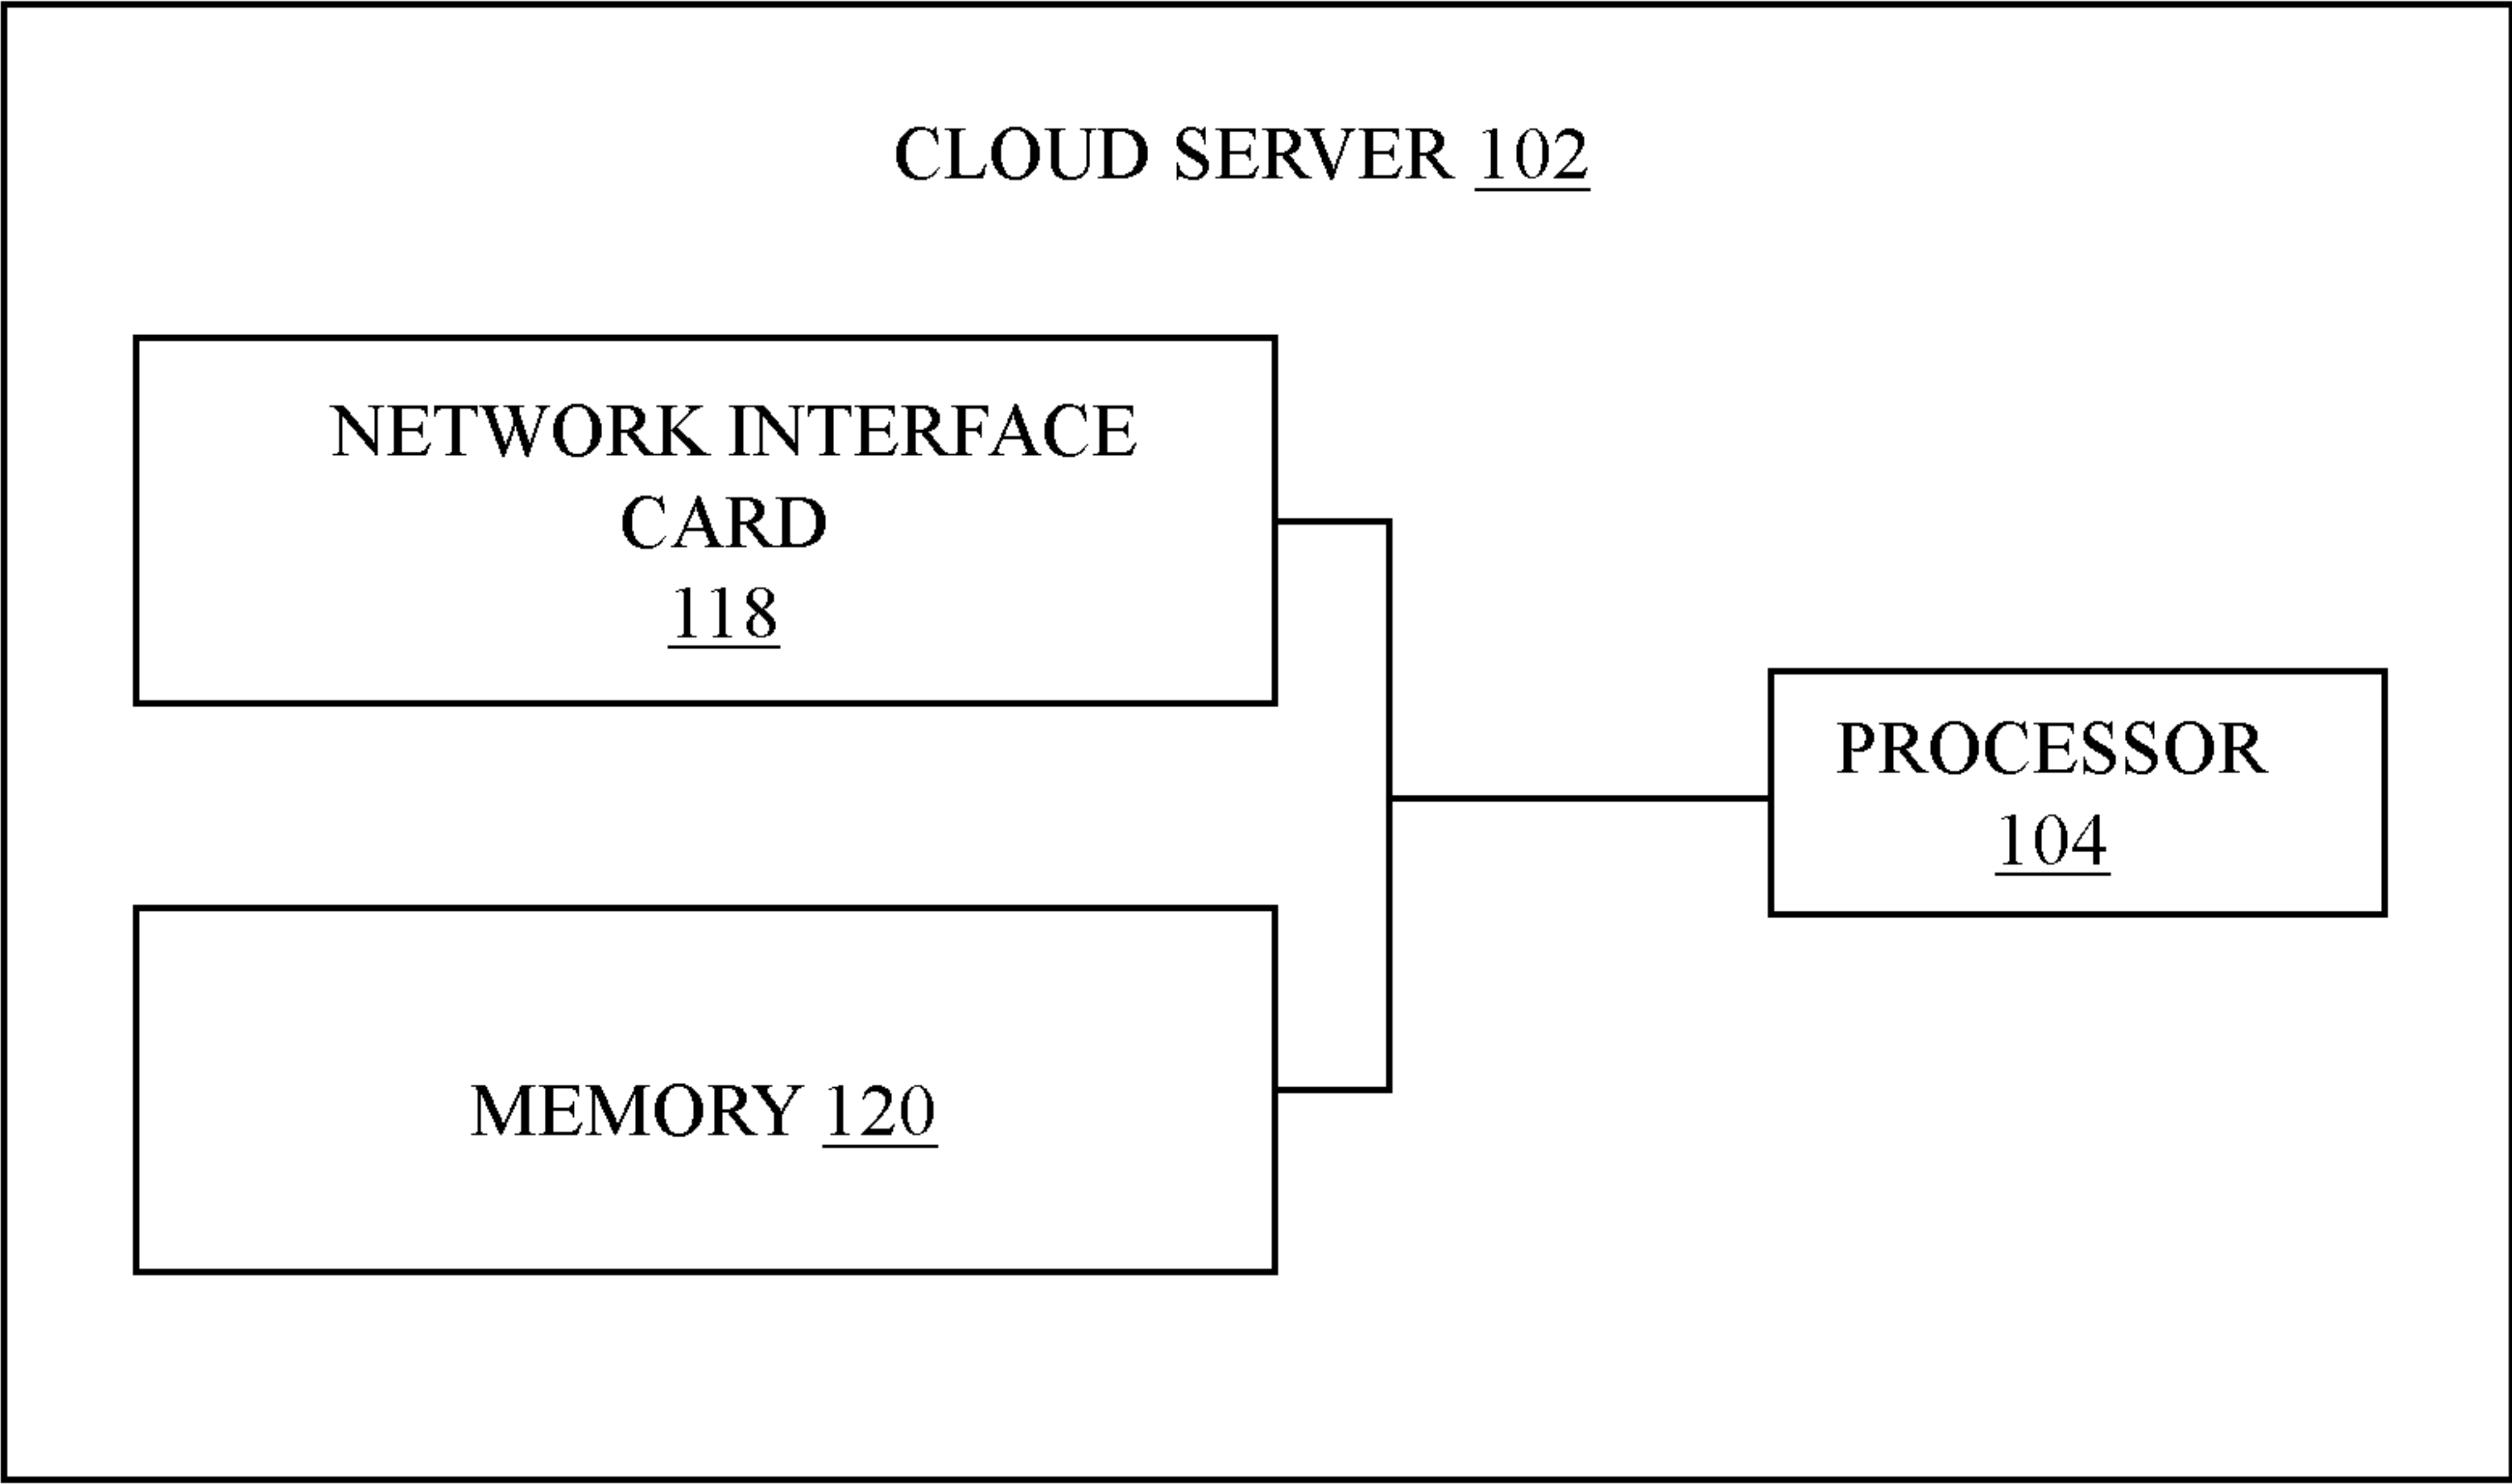 CLOUD SERVER 102
NETWORK INTERFACE
CARD
118
PROCESSOR
104
MEMORY 120